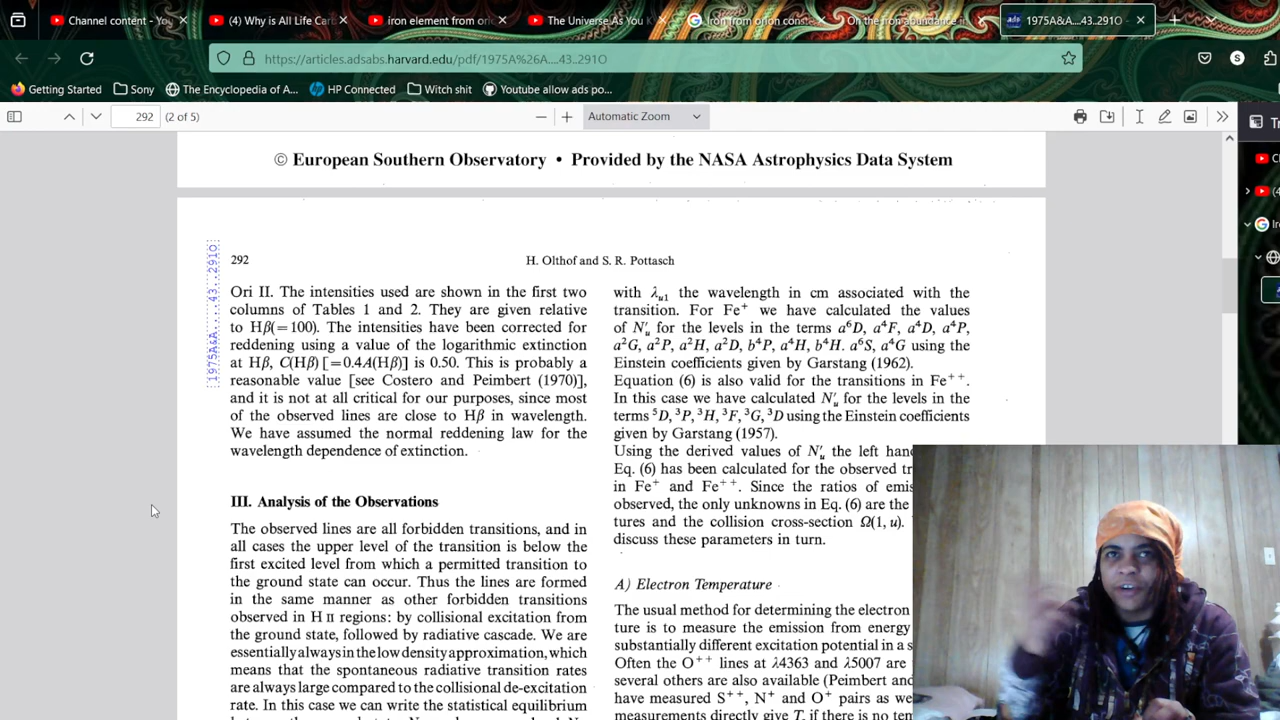 Channel content - Yo
(4) Why is All Life Car
iron element from ori
The Universe As You K
Iron from orion conste
On the iron abundance in
1975A&A....43..291O -
https://articles.adsabs.harvard.edu/pdf/1975A%26A....43..291O
S
Getting Started
Sony
The Encyclopedia of A...
HP Connected
Witch shit
Youtube allow ads po...
292
(2 of 5)
Automatic Zoom
© European Southern Observatory • Provided by the NASA Astrophysics Data System
1975A&A....43..291O
292
H. Olthof and S. R. Pottasch
Ori II. The intensities used are shown in the first two
columns of Tables 1 and 2. They are given relative
to Hβ(=100). The intensities have been corrected for
reddening using a value of the logarithmic extinction
at Hβ, C(Hβ) [=0.4A(Hβ)] is 0.50. This is probably a
reasonable value [see Costero and Peimbert (1970)],
and it is not at all critical for our purposes, since most
of the observed lines are close to Hβ in wavelength.
We have assumed the normal reddening law for the
wavelength dependence of extinction.
III. Analysis of the Observations
The observed lines are all forbidden transitions, and in
all cases the upper level of the transition is below the
first excited level from which a permitted transition to
the ground state can occur. Thus the lines are formed
in the same manner as other forbidden transitions
observed in H II regions: by collisional excitation from
the ground state, followed by radiative cascade. We are
essentially always in the low density approximation, which
means that the spontaneous radiative transition rates
are always large compared to the collisional de-excitation
rate. In this case we can write the statistical equilibrium
with λu1 the wavelength in cm associated with the
transition. For Fe⁺ we have calculated the values
of N′u for the levels in the terms a⁶D, a⁴F, a⁴D, a⁴P,
a²G, a²P, a²H, a²D, b⁴P, a⁴H, b⁴H. a⁶S, a⁴G using the
Einstein coefficients given by Garstang (1962).
Equation (6) is also valid for the transitions in Fe⁺⁺.
In this case we have calculated N′u for the levels in the
terms ⁵D, ³P, ³H, ³F, ³G, ³D using the Einstein coefficients
given by Garstang (1957).
Using the derived values of N′u the left hand
Eq. (6) has been calculated for the observed tr
in Fe⁺ and Fe⁺⁺. Since the ratios of emis
observed, the only unknowns in Eq. (6) are the
tures and the collision cross-section Ω(1, u).
discuss these parameters in turn.
A) Electron Temperature
The usual method for determining the electron
ture is to measure the emission from energy
substantially different excitation potential in a s
Often the O⁺⁺ lines at λ4363 and λ5007 are
several others are also available (Peimbert and
have measured S⁺⁺, N⁺ and O⁺ pairs as we
measurements directly give T, if there is no ten